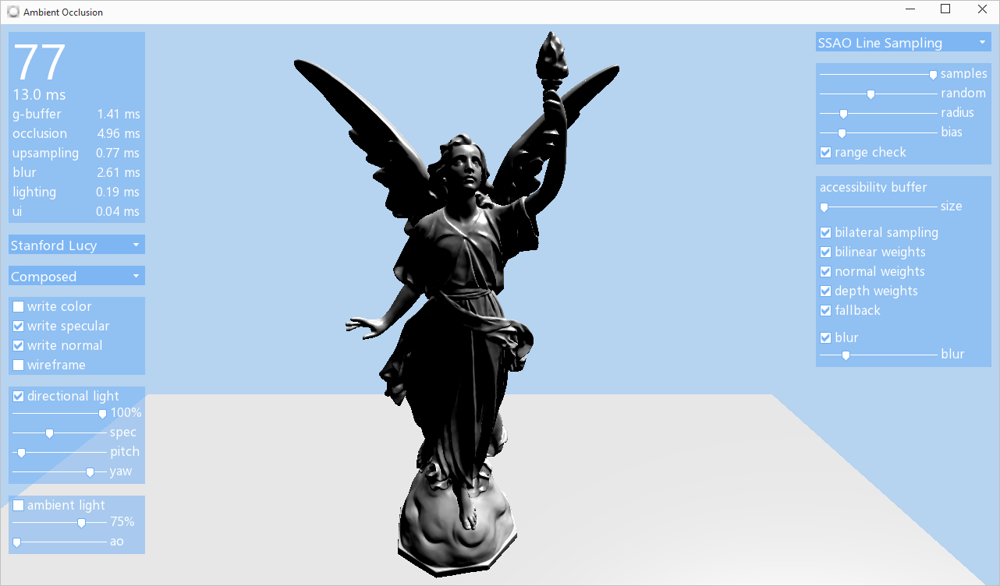 Ambient Occlusion
77
13.0 ms
g-buffer 1.41 ms
occlusion 4.96 ms
upsampling 0.77 ms
blur 2.61 ms
lighting 0.19 ms
ui 0.04 ms
Stanford Lucy
Composed
write color
write specular
write normal
wireframe
directional light
100%
spec
pitch
yaw
ambient light
75%
ao
SSAO Line Sampling
samples
random
radius
bias
range check
accessibility buffer
size
bilateral sampling
bilinear weights
normal weights
depth weights
fallback
blur
blur